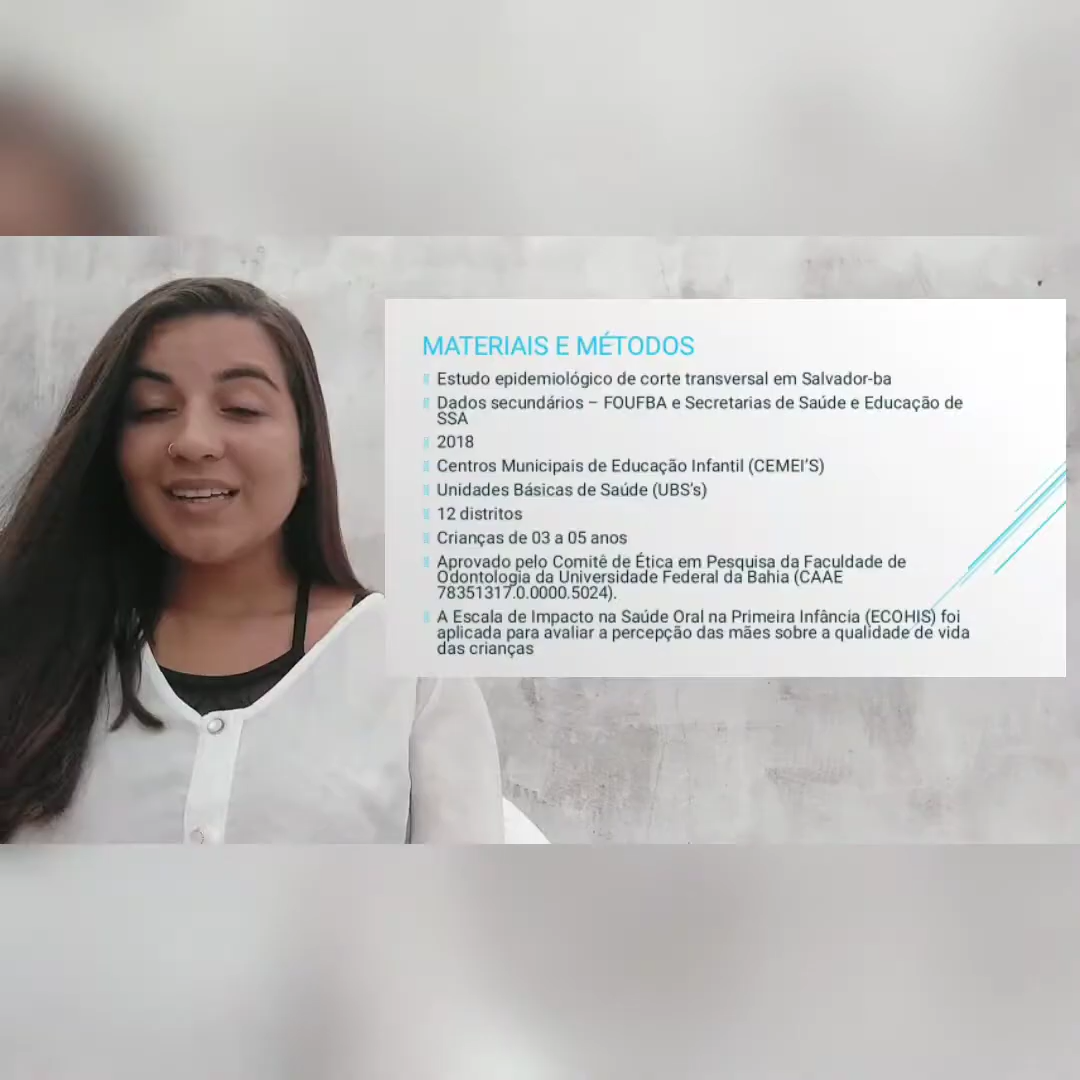 MATERIAIS E MÉTODOS
Estudo epidemiológico de corte transversal em Salvador-ba
Dados secundários – FOUFBA e Secretarias de Saúde e Educação de
SSA
2018
Centros Municipais de Educação Infantil (CEMEI’S)
Unidades Básicas de Saúde (UBS’s)
12 distritos
Crianças de 03 a 05 anos
Aprovado pelo Comitê de Ética em Pesquisa da Faculdade de
Odontologia da Universidade Federal da Bahia (CAAE
78351317.0.0000.5024).
A Escala de Impacto na Saúde Oral na Primeira Infância (ECOHIS) foi
aplicada para avaliar a percepção das mães sobre a qualidade de vida
das crianças